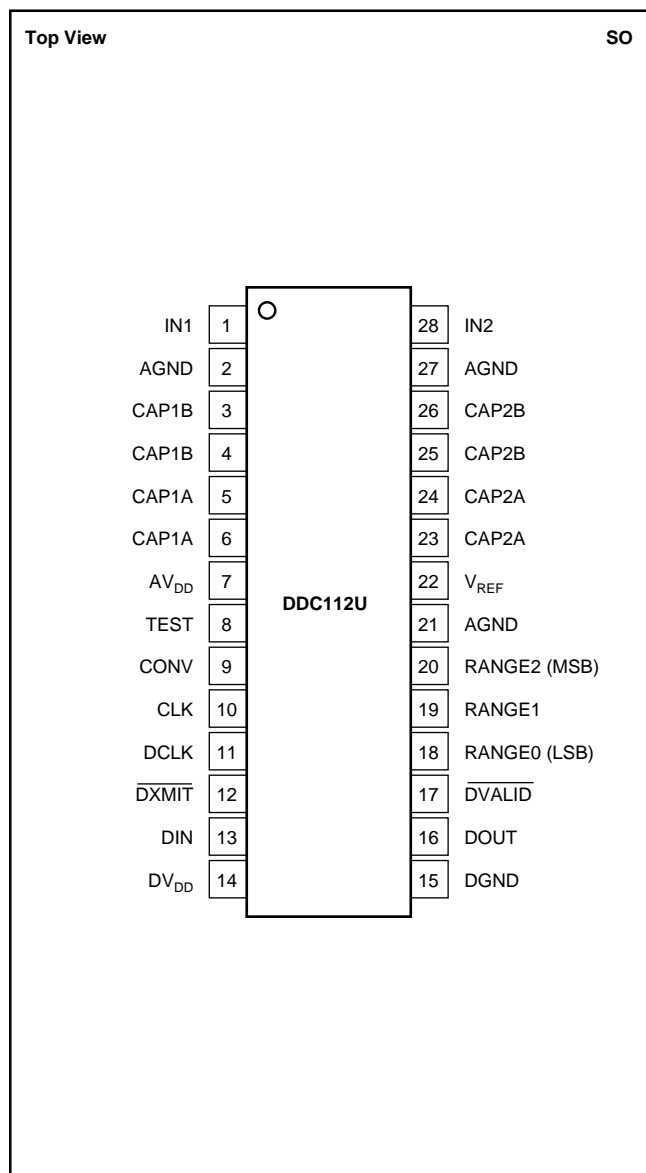 Top View SO
IN1 1 28 IN2
AGND 2 27 AGND
CAP1B 3 26 CAP2B
CAP1B 4 25 CAP2B
CAP1A 5 24 CAP2A
CAP1A 6 23 CAP2A
AVDD 7 22 VREF
DDC112U
TEST 8 21 AGND
CONV 9 20 RANGE2 (MSB)
CLK 10 19 RANGE1
DCLK 11 18 RANGE0 (LSB)
DXMIT 12 17 DVALID
DIN 13 16 DOUT
DVDD 14 15 DGND